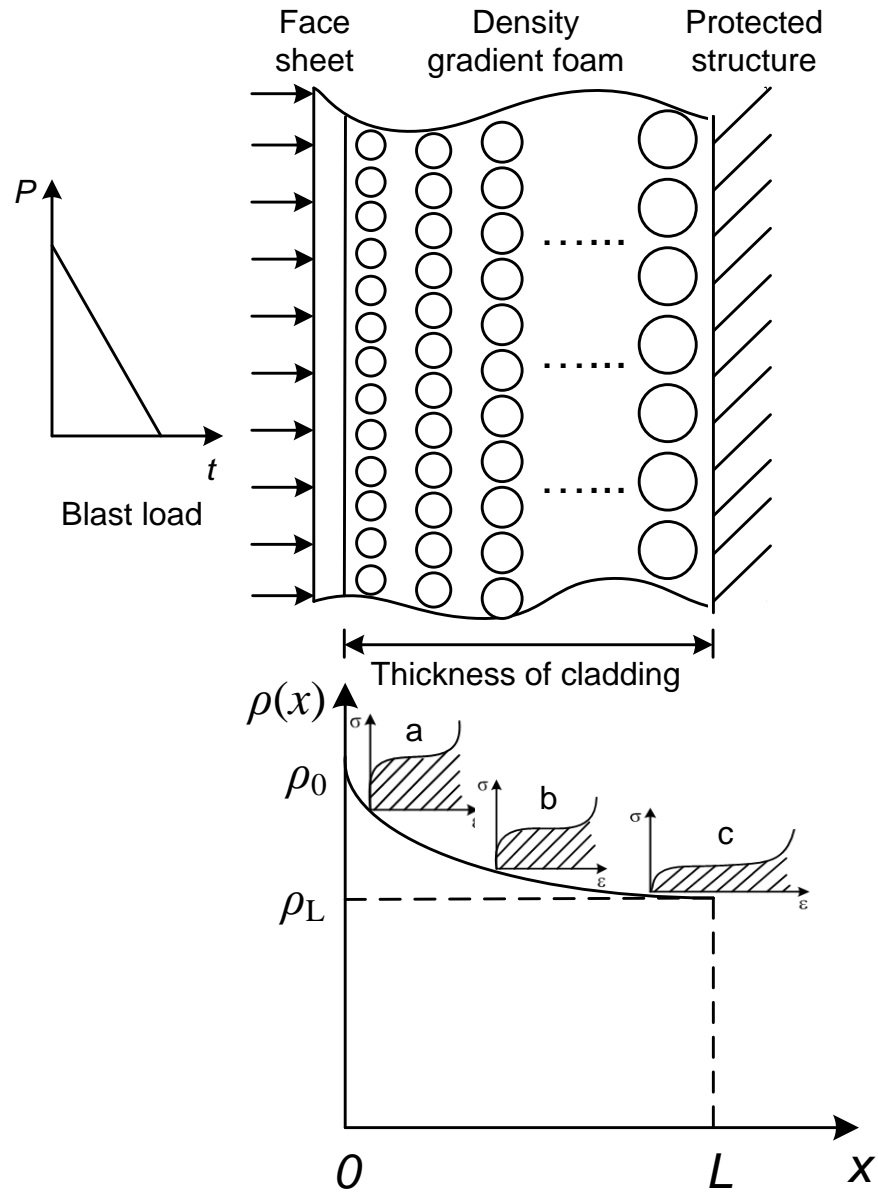 Face
sheet
Density
gradient foam
Protected
structure
P
t
Blast load
......
......
......
Thickness of cladding
ρ(x)
ρ0
ρL
σ
a
ε
σ
b
ε
σ
c
ε
0
L
x